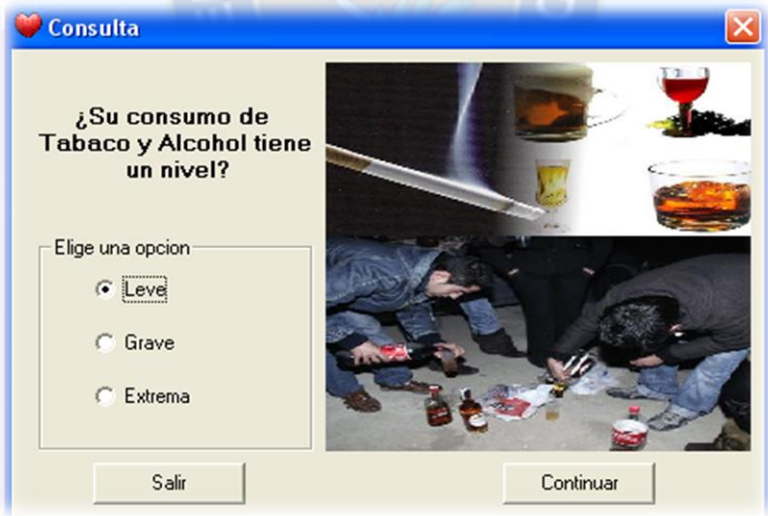 Consulta
¿Su consumo de
Tabaco y Alcohol tiene
un nivel?
Elige una opcion
Leve
Grave
Extrema
Salir
Continuar